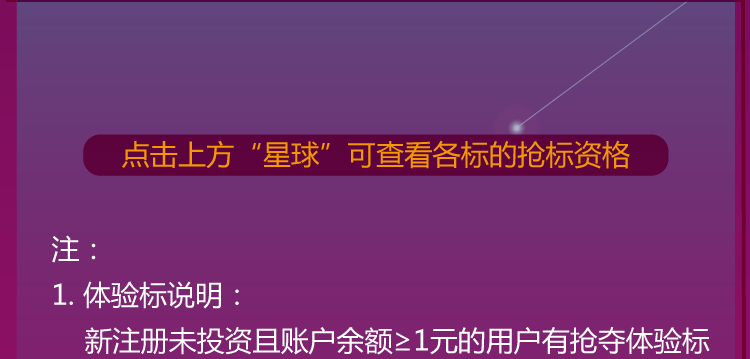 点击上方“星球”可查看各标的抢标资格
注：
1. 体验标说明：
新注册未投资且账户余额≥1元的用户有抢夺体验标